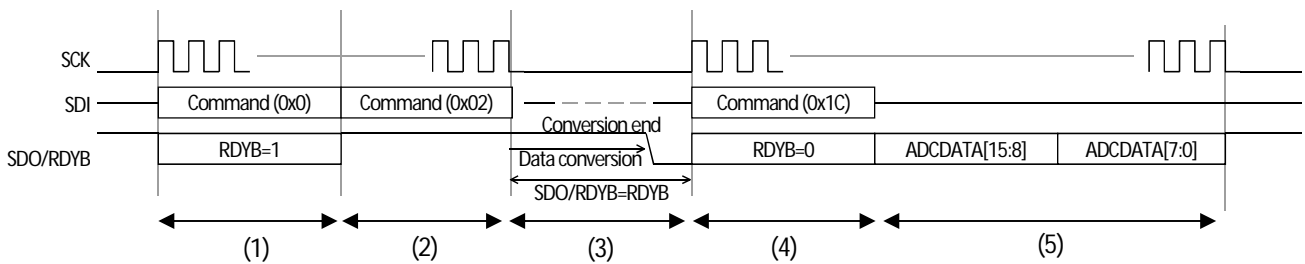 SCK
SDI
Command (0x0)
Command (0x02)
Command (0x1C)
Conversion end
SDO/RDYB
RDYB=1
Data conversion
RDYB=0
ADCDATA[15:8]
ADCDATA[7:0]
SDO/RDYB=RDYB
(1)
(2)
(3)
(4)
(5)